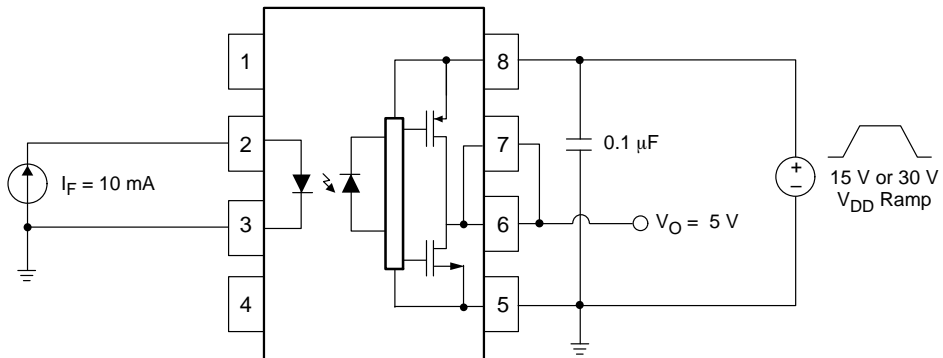 1
8
2
7
0.1 μF
I_F = 10 mA
15 V or 30 V
V_DD Ramp
3
6
V_O = 5 V
4
5